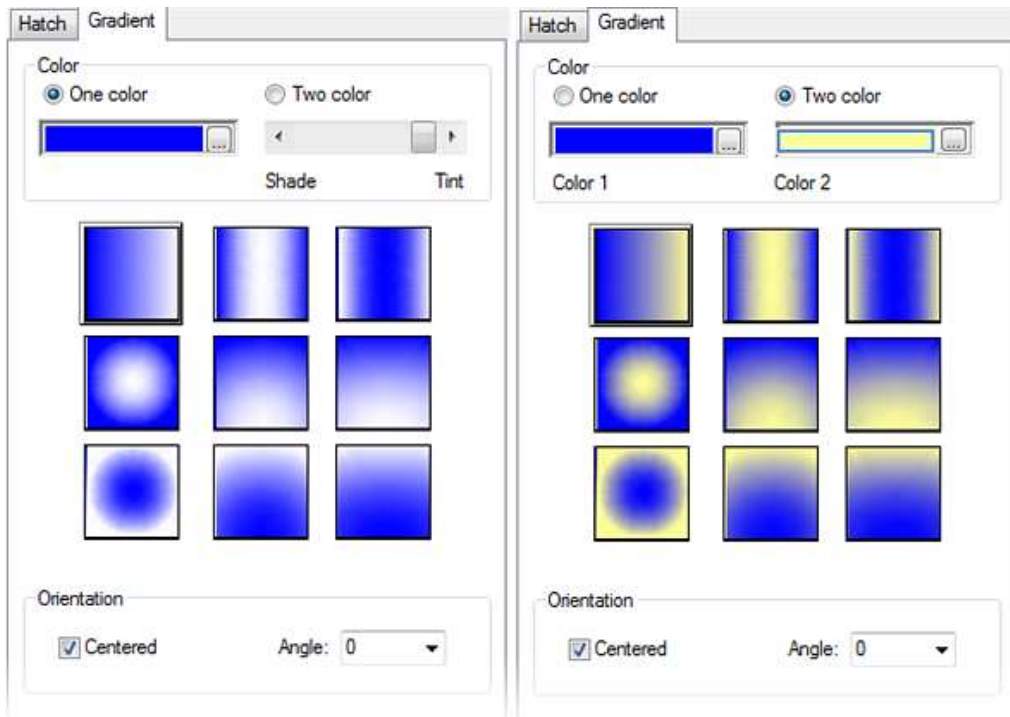 Hatch Gradient
Color
One color Two color
...
Shade Tint
Orientation
Centered Angle: 0
Hatch Gradient
Color
One color Two color
... ...
Color 1 Color 2
Orientation
Centered Angle: 0